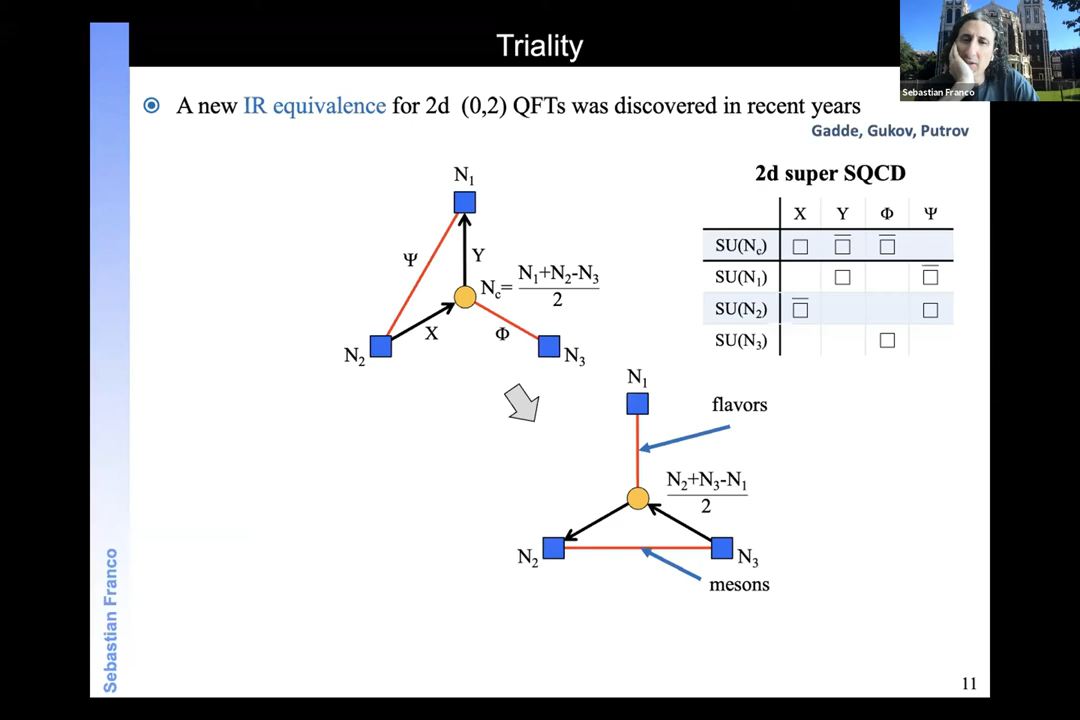 Triality
Sebastian Franco
A new IR equivalence for 2d (0,2) QFTs was discovered in recent years
Gadde, Gukov, Putrov
N₁
Ψ
Y
N_c= N₁+N₂-N₃
2
X
Φ
N₂
N₃
2d super SQCD
X Y Φ Ψ
SU(N_c) □ □̅ □̅
SU(N₁) □ □̅
SU(N₂) □̅ □
SU(N₃) □
N₁
flavors
N₂+N₃-N₁
2
N₂
N₃
mesons
Sebastian Franco
11